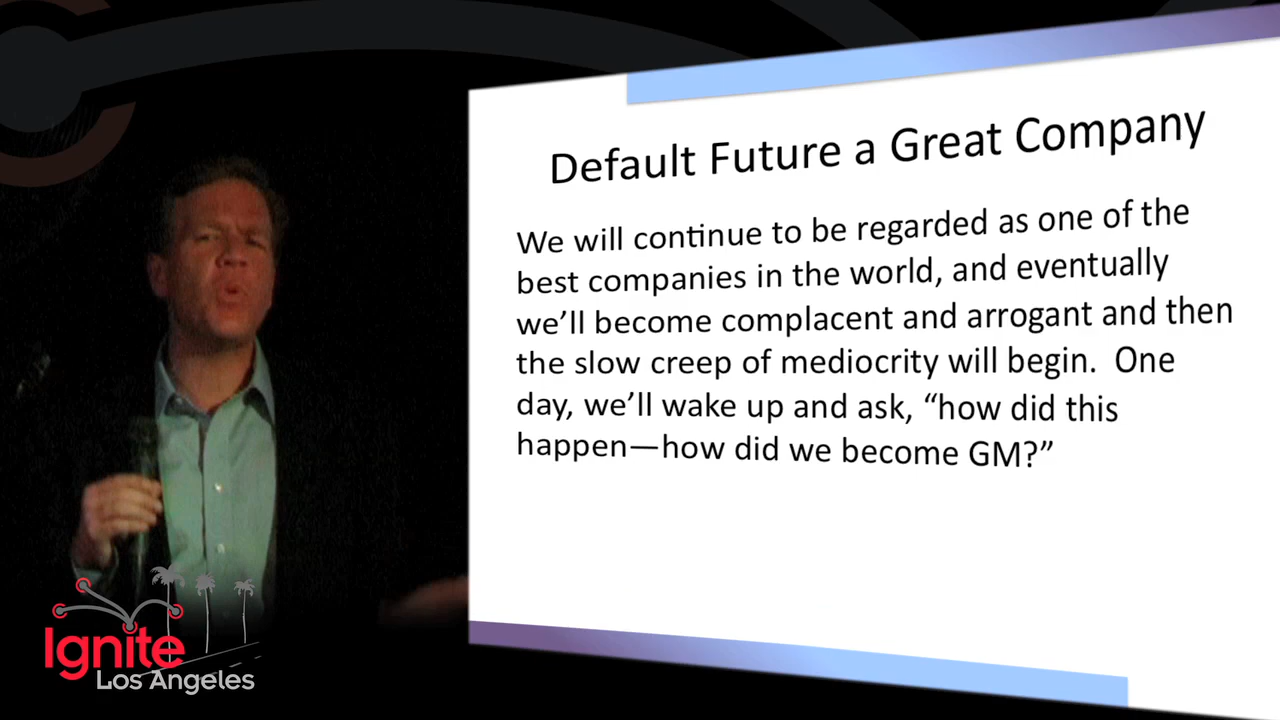 Default Future a Great Company
We will continue to be regarded as one of the
best companies in the world, and eventually
we’ll become complacent and arrogant and then
the slow creep of mediocrity will begin.  One
day, we’ll wake up and ask, “how did this
happen—how did we become GM?”
Ignite
Los Angeles